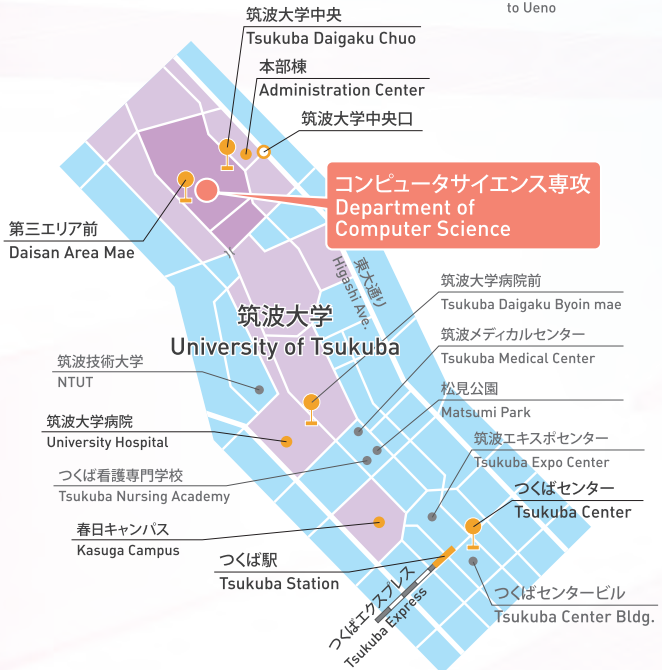 to Ueno
筑波大学中央
Tsukuba Daigaku Chuo
本部棟
Administration Center
筑波大学中央口
コンピュータサイエンス専攻
Department of
Computer Science
第三エリア前
Daisan Area Mae
東大通り
Higashi Ave.
筑波大学病院前
Tsukuba Daigaku Byoin mae
筑波大学
University of Tsukuba
筑波メディカルセンター
Tsukuba Medical Center
筑波技術大学
NTUT
松見公園
Matsumi Park
筑波大学病院
University Hospital
筑波エキスポセンター
Tsukuba Expo Center
つくば看護専門学校
Tsukuba Nursing Academy
つくばセンター
Tsukuba Center
春日キャンパス
Kasuga Campus
つくば駅
Tsukuba Station
つくばエクスプレス
Tsukuba Express
つくばセンタービル
Tsukuba Center Bldg.